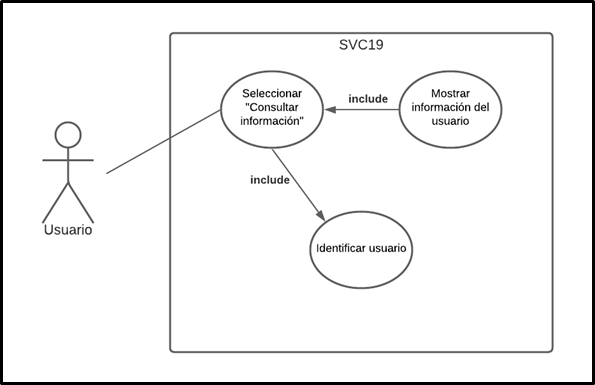 SVC19
Seleccionar
"Consultar
información"
include
Mostrar
información del
usuario
include
Identificar usuario
Usuario